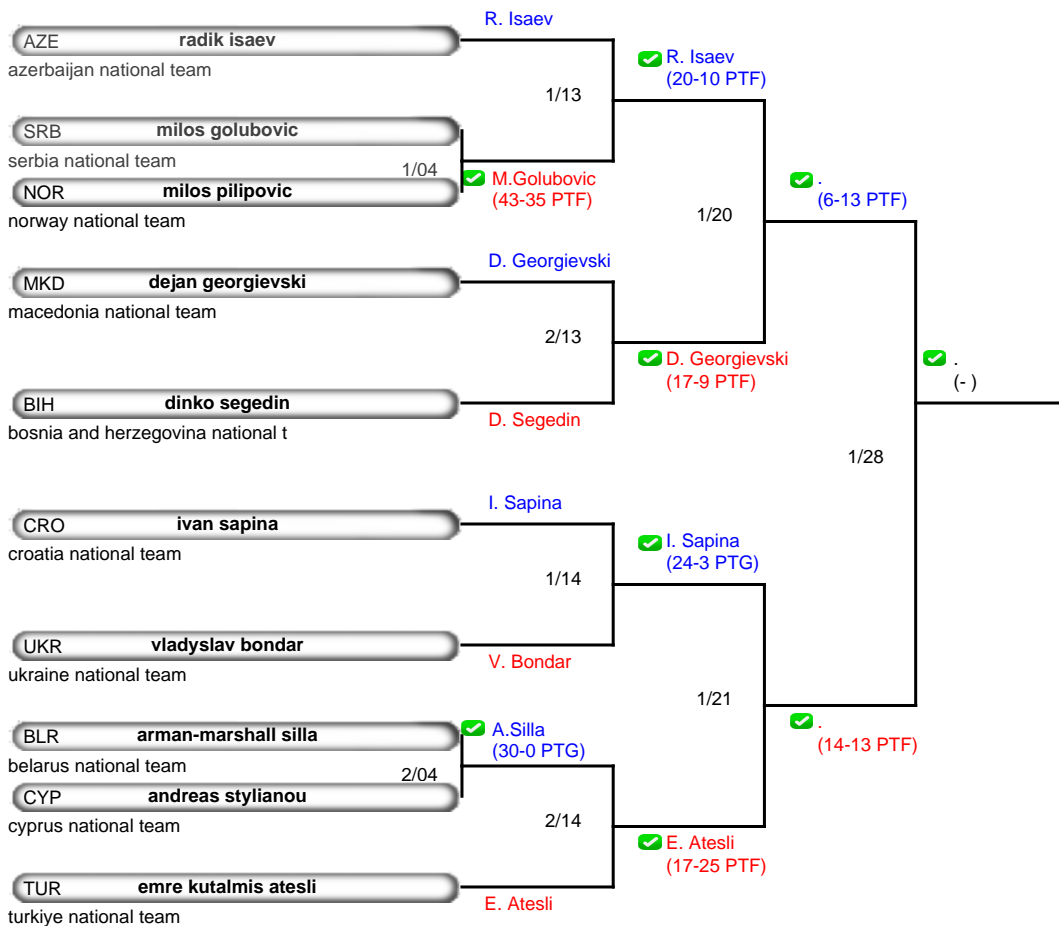 R. Isaev
AZE radik isaev
azerbaijan national team
R. Isaev
(20-10 PTF)
1/13
SRB milos golubovic
serbia national team
1/04
NOR milos pilipovic
norway national team
M.Golubovic
(43-35 PTF)
.
(6-13 PTF)
1/20
D. Georgievski
MKD dejan georgievski
macedonia national team
2/13
D. Georgievski
(17-9 PTF)
.
(- )
BIH dinko segedin
bosnia and herzegovina national t
D. Segedin
1/28
I. Sapina
CRO ivan sapina
croatia national team
I. Sapina
(24-3 PTG)
1/14
UKR vladyslav bondar
ukraine national team
V. Bondar
1/21
BLR arman-marshall silla
belarus national team
A.Silla
(30-0 PTG)
.
(14-13 PTF)
2/04
CYP andreas stylianou
cyprus national team
2/14
E. Atesli
(17-25 PTF)
TUR emre kutalmis atesli
turkiye national team
E. Atesli